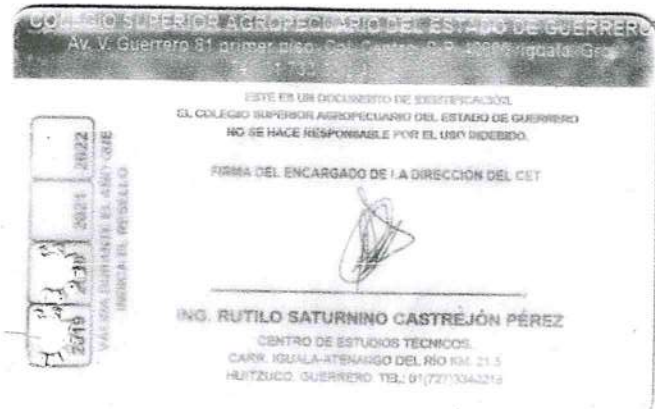 COLEGIO SUPERIOR AGROPECUARIO DEL ESTADO DE GUERRERO
Av. V. Guerrero 81 primer piso. Col. Centro. C.P. Iguala, Gro
ESTE ES UN DOCUMENTO DE IDENTIFICACIÓN.
EL COLEGIO SUPERIOR AGROPECUARIO DEL ESTADO DE GUERRERO
NO SE HACE RESPONSABLE POR EL USO INDEBIDO.
FIRMA DEL ENCARGADO DE LA DIRECCIÓN DEL CET
ING. RUTILO SATURNINO CASTREJÓN PÉREZ
CENTRO DE ESTUDIOS TÉCNICOS.
CARR. IGUALA-ATENANGO DEL RÍO KM. 21.5
HUITZUCO, GUERRERO. TEL.: 01(727)
2019 2020 2021 2022
VÁLIDA DURANTE EL AÑO QUE
INDICA EL RESELLO